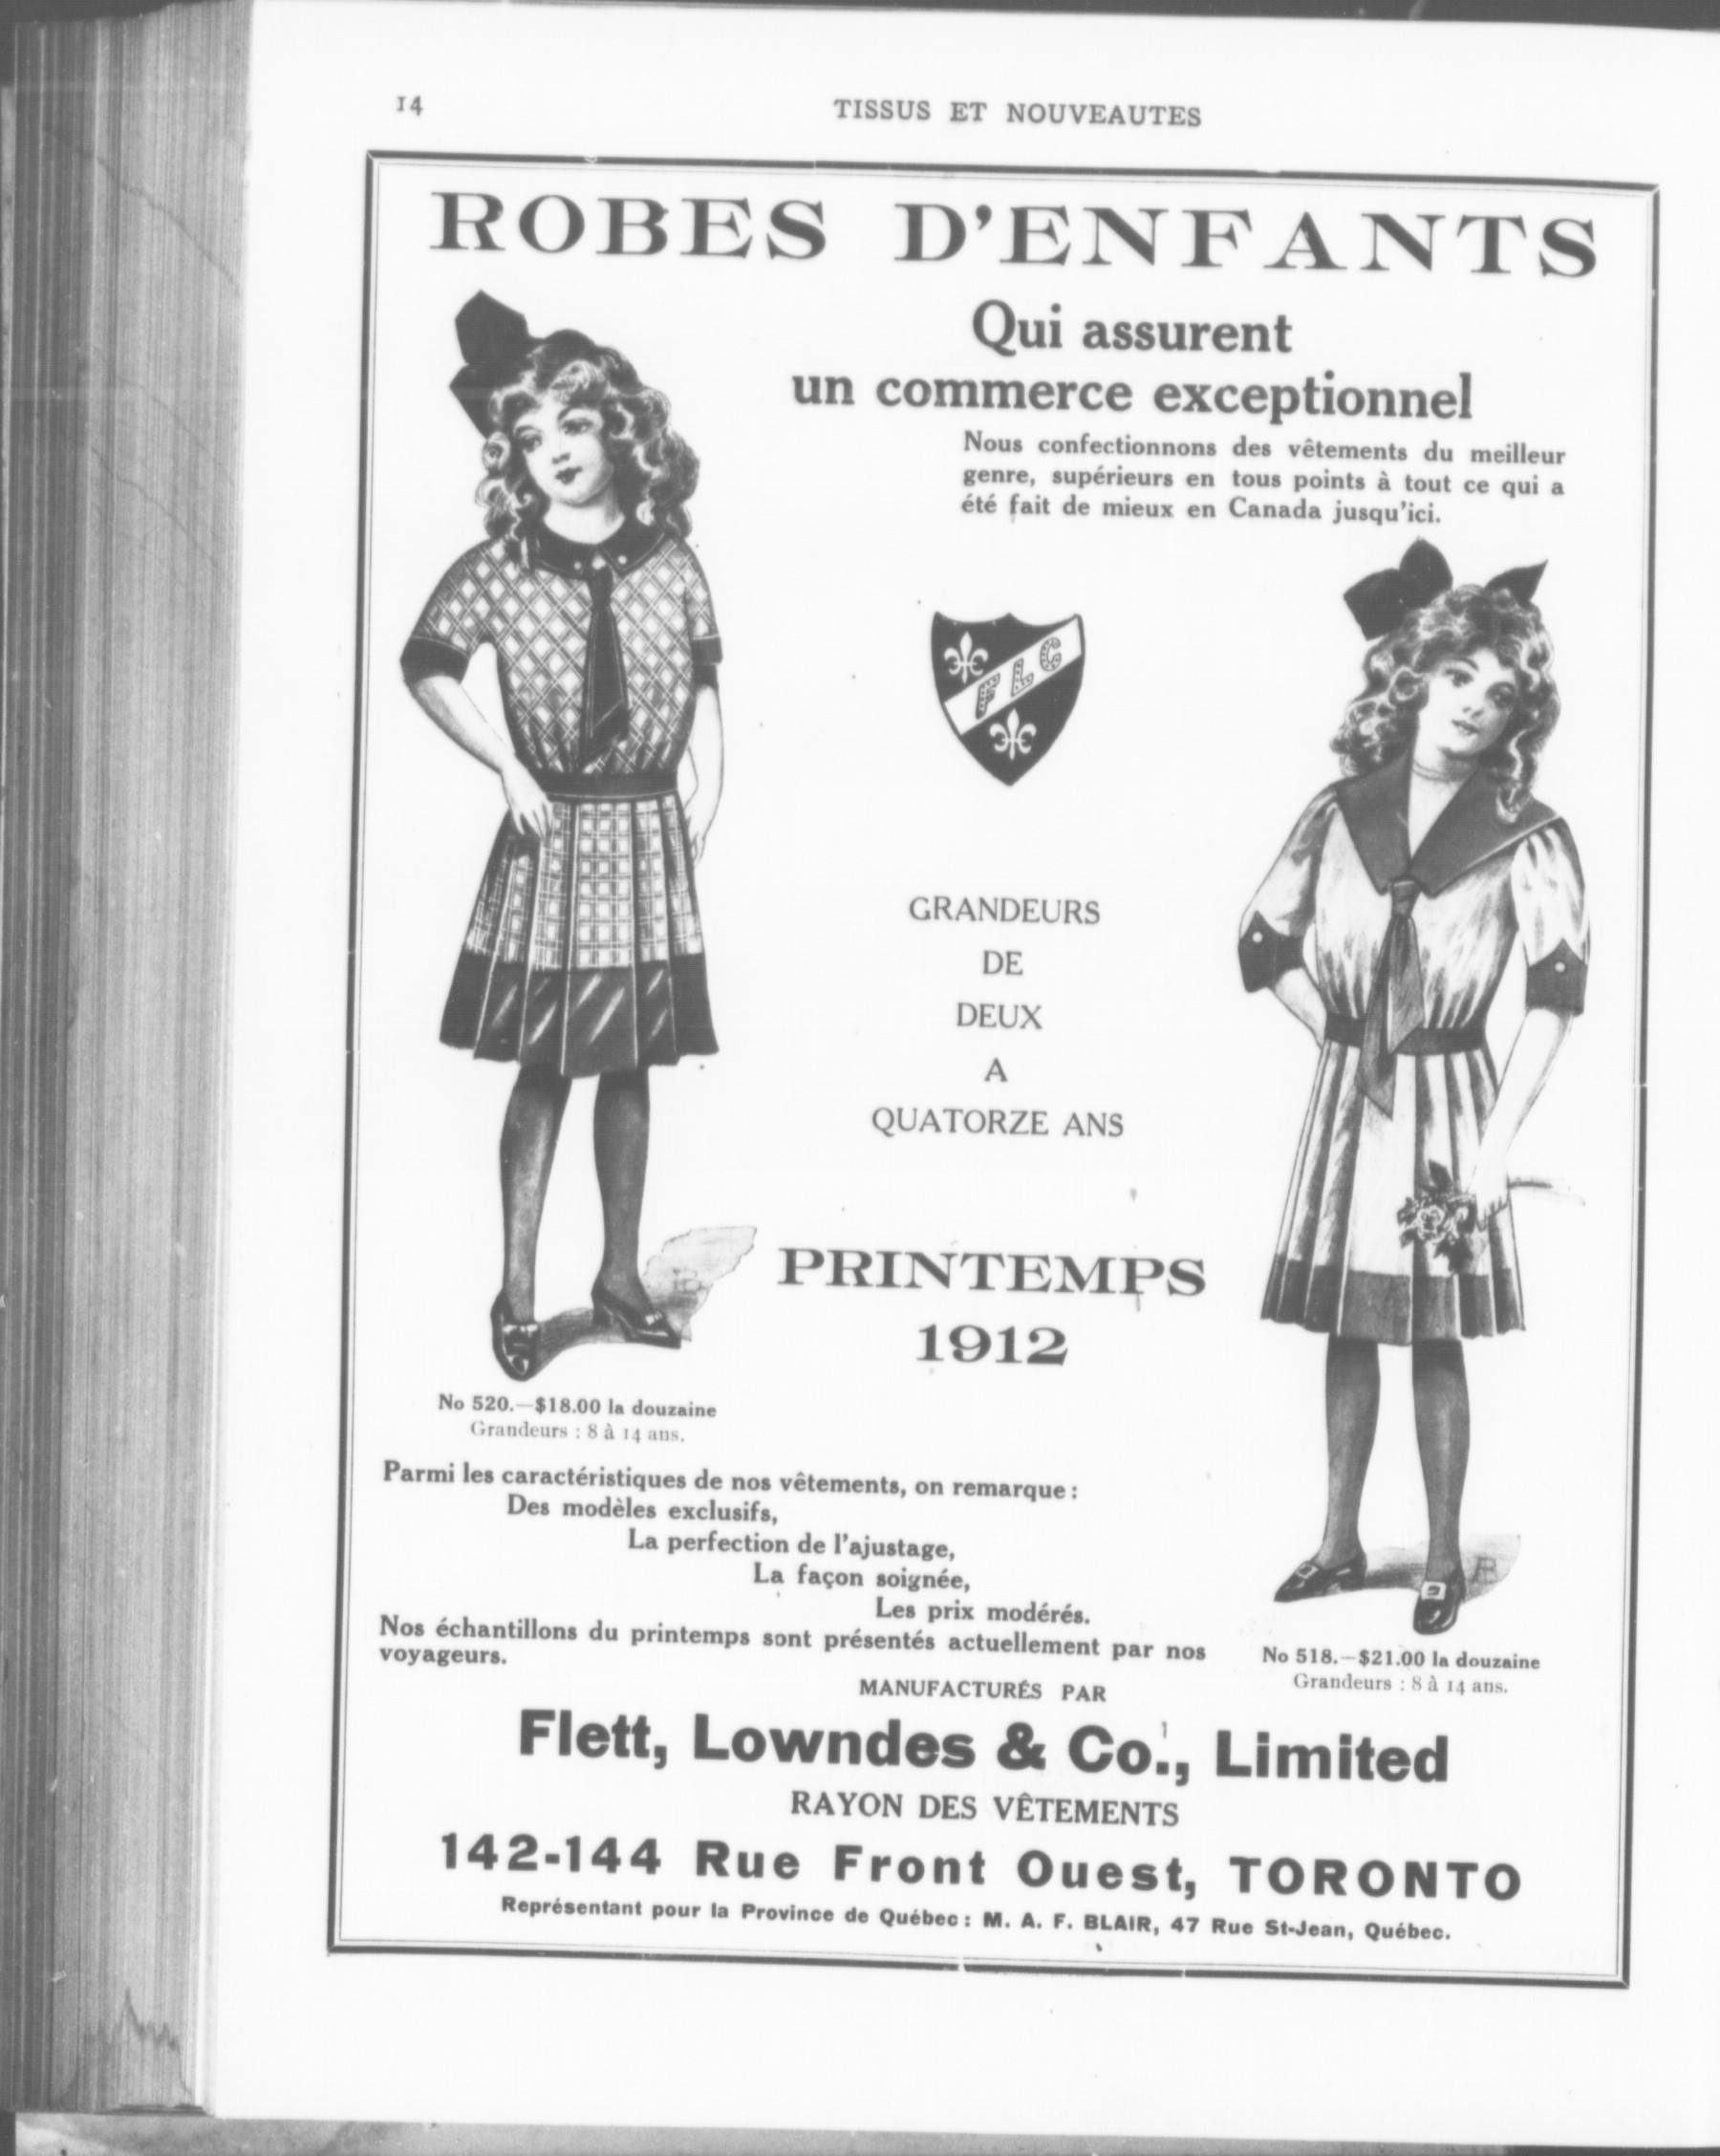 14
TISSUS ET NOUVEAUTES
ROBES D'ENFANTS
Qui assurent
un commerce exceptionnel
Nous confectionnons des vêtements du meilleur
genre, supérieurs en tous points à tout ce qui a
été fait de mieux en Canada jusqu'ici.
FLC
GRANDEURS
DE
DEUX
A
QUATORZE ANS
PRINTEMPS
1912
No 520.—$18.00 la douzaine
Grandeurs : 8 à 14 ans.
Parmi les caractéristiques de nos vêtements, on remarque :
Des modèles exclusifs,
La perfection de l'ajustage,
La façon soignée,
Les prix modérés.
Nos échantillons du printemps sont présentés actuellement par nos
voyageurs.
No 518.—$21.00 la douzaine
Grandeurs : 8 à 14 ans.
MANUFACTURÉS PAR
Flett, Lowndes & Co., Limited
RAYON DES VÊTEMENTS
142-144 Rue Front Ouest, TORONTO
Représentant pour la Province de Québec : M. A. F. BLAIR, 47 Rue St-Jean, Québec.